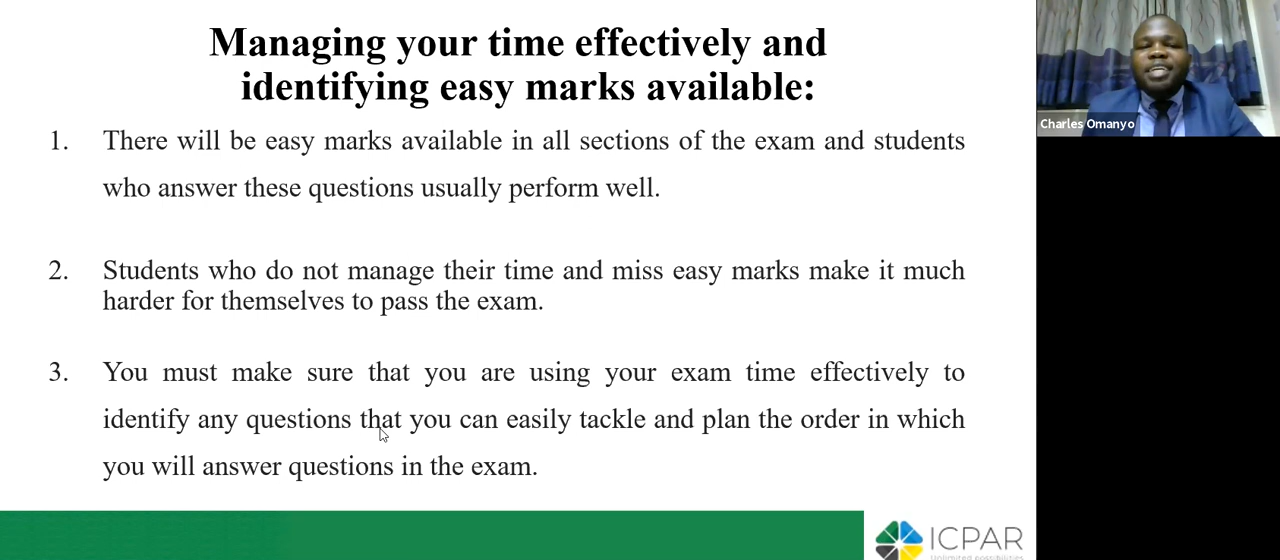 Managing your time effectively and
identifying easy marks available:
1. There will be easy marks available in all sections of the exam and students
who answer these questions usually perform well.
2. Students who do not manage their time and miss easy marks make it much
harder for themselves to pass the exam.
3. You must make sure that you are using your exam time effectively to
identify any questions that you can easily tackle and plan the order in which
you will answer questions in the exam.
Charles Omanyo
ICPAR
Unlimited possibilities